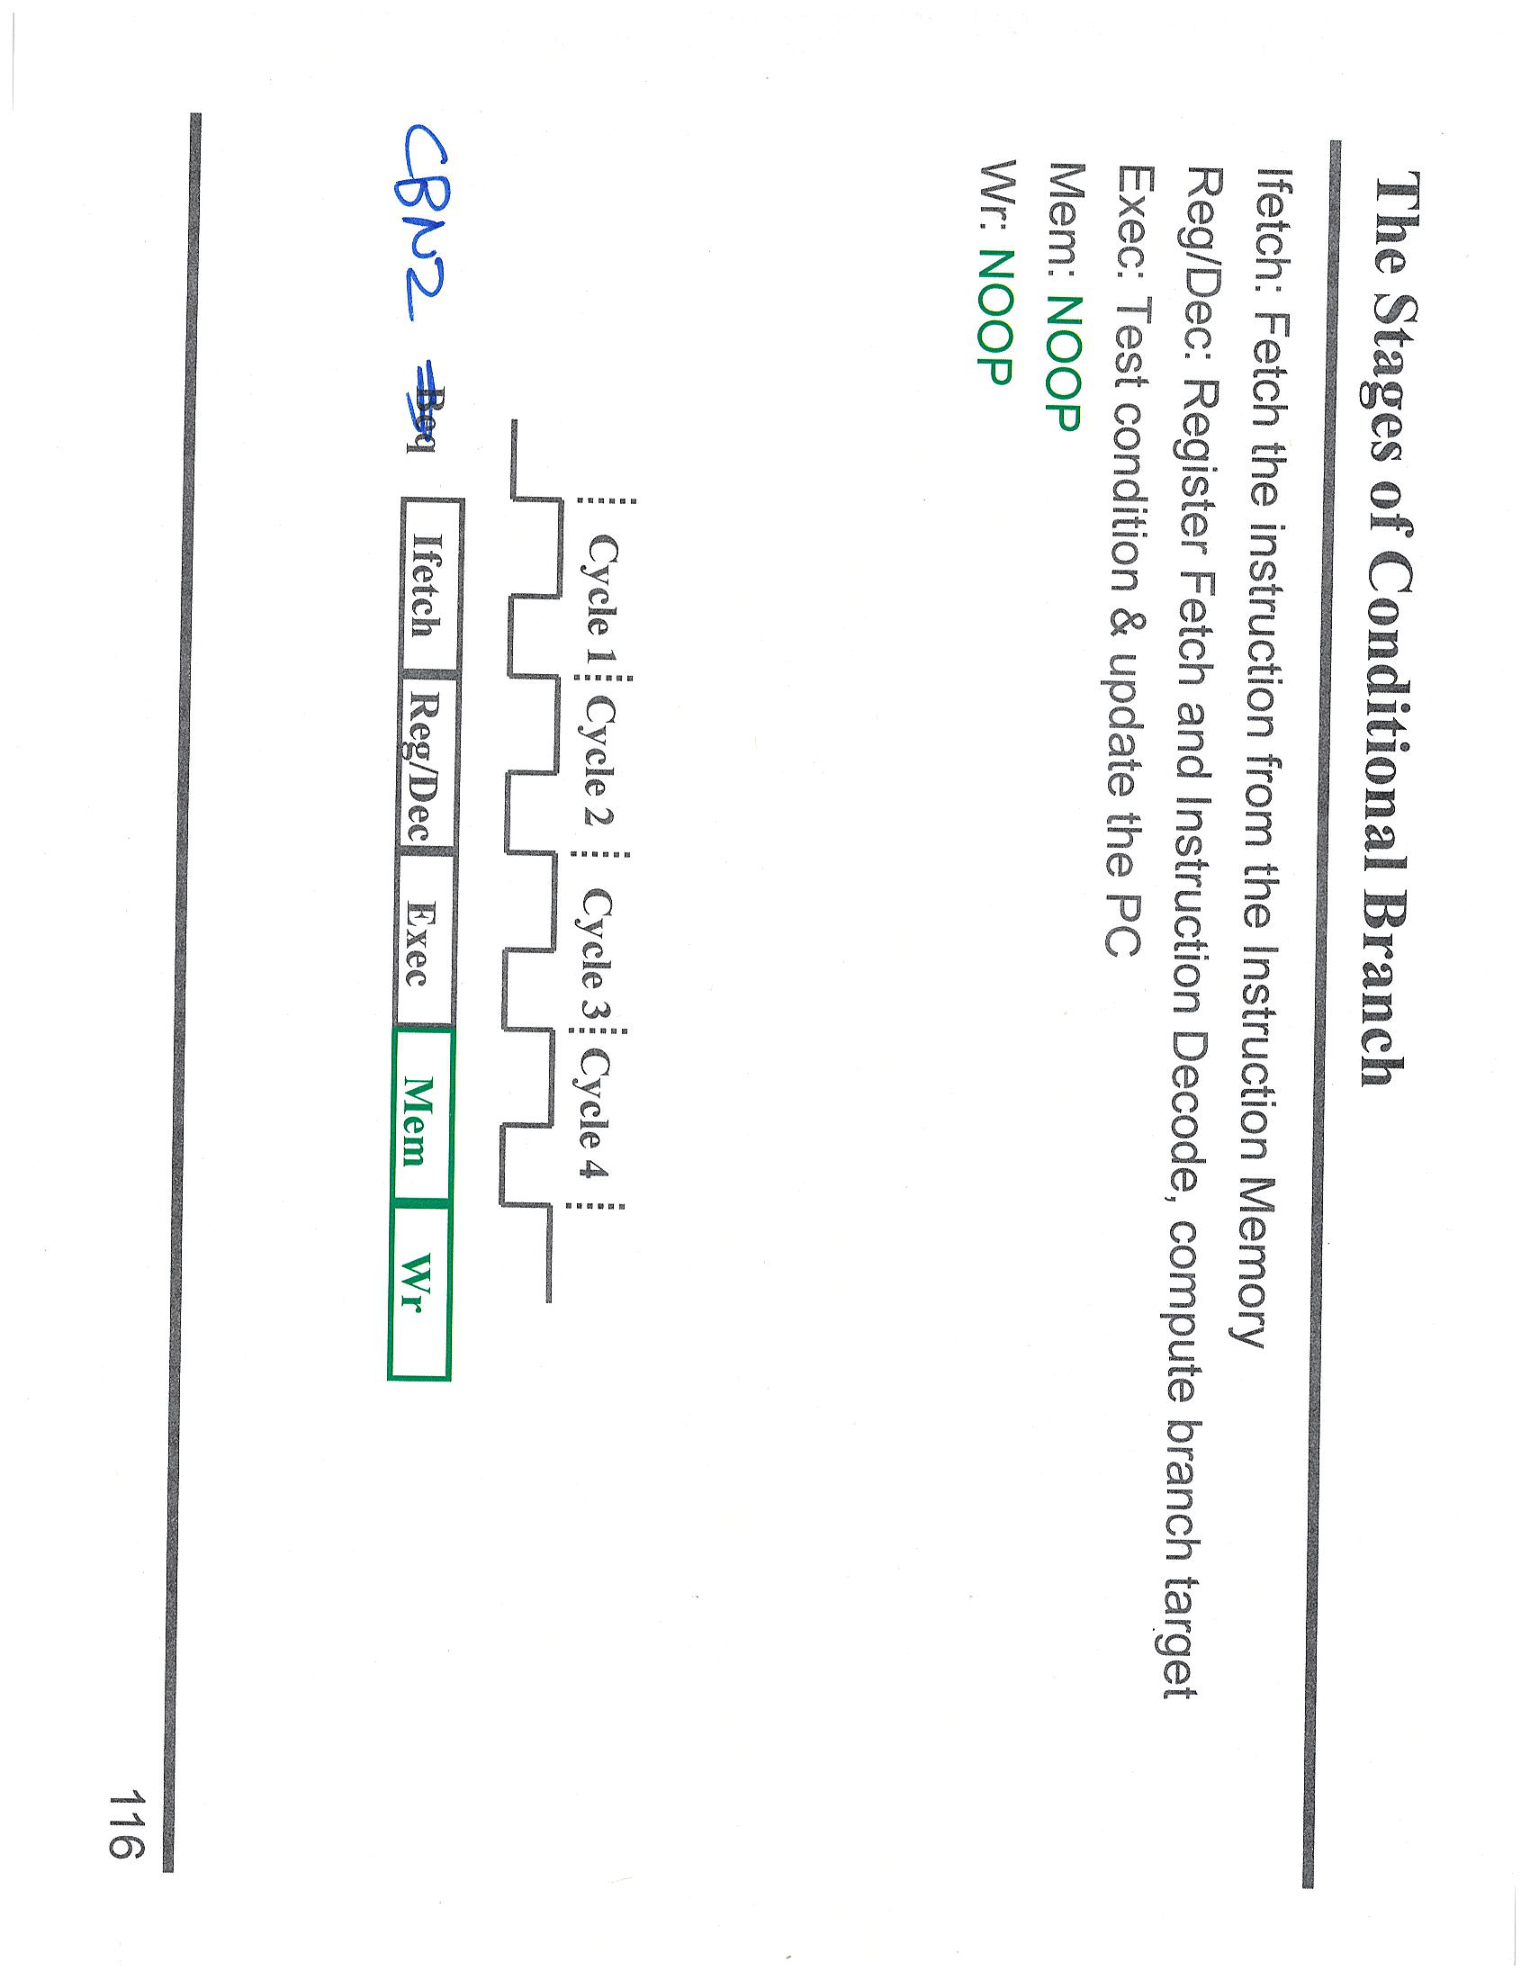 The Stages of Conditional Branch
Ifetch: Fetch the instruction from the Instruction Memory
Reg/Dec: Register Fetch and Instruction Decode, compute branch target
Exec: Test condition & update the PC
Mem: NOOP
Wr: NOOP
Cycle 1 Cycle 2 Cycle 3 Cycle 4
CBNZ Beq Ifetch Reg/Dec Exec Mem Wr
116